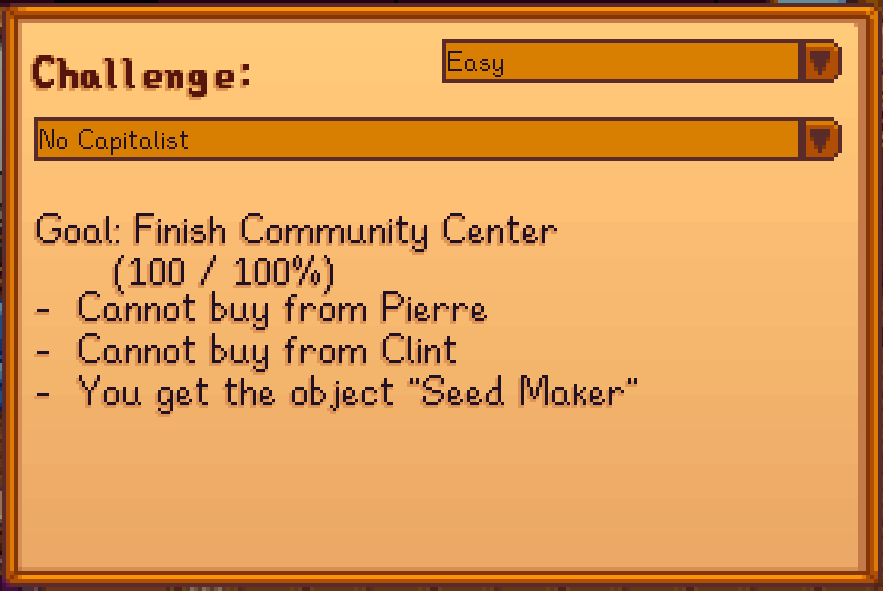 Challenge:
Easy
No Capitalist
Goal: Finish Community Center
(100 / 100%)
- Cannot buy from Pierre
- Cannot buy from Clint
- You get the object "Seed Maker"